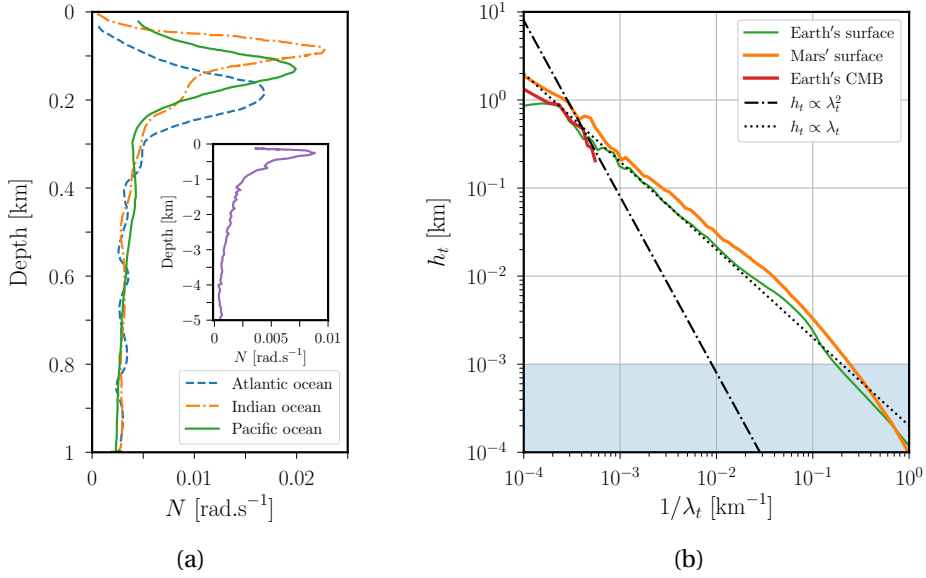 0
0.2
0.4
0.6
0.8
1
Depth [km]
0
0.01
0.02
N [rad.s⁻¹]
0
−1
−2
−3
−4
−5
Depth [km]
0
0.005
0.01
N [rad.s⁻¹]
Atlantic ocean
Indian ocean
Pacific ocean
(a)
10¹
10⁰
10⁻¹
10⁻²
10⁻³
10⁻⁴
h_t [km]
10⁻⁴
10⁻³
10⁻²
10⁻¹
10⁰
1/λ_t [km⁻¹]
Earth's surface
Mars' surface
Earth's CMB
h_t ∝ λ_t²
h_t ∝ λ_t
(b)